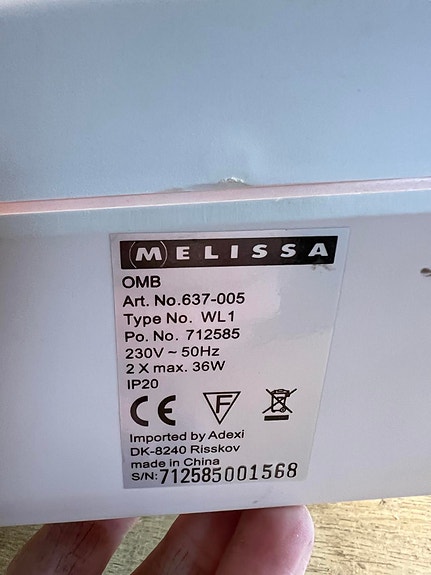 MELISSA
OMB
Art. No.637-005
Type No. WL1
Po. No. 712585
230V ~ 50Hz
2 X max. 36W
IP20
CE F
Imported by Adexi
DK-8240 Risskov
made in China
S/N: 712585001568